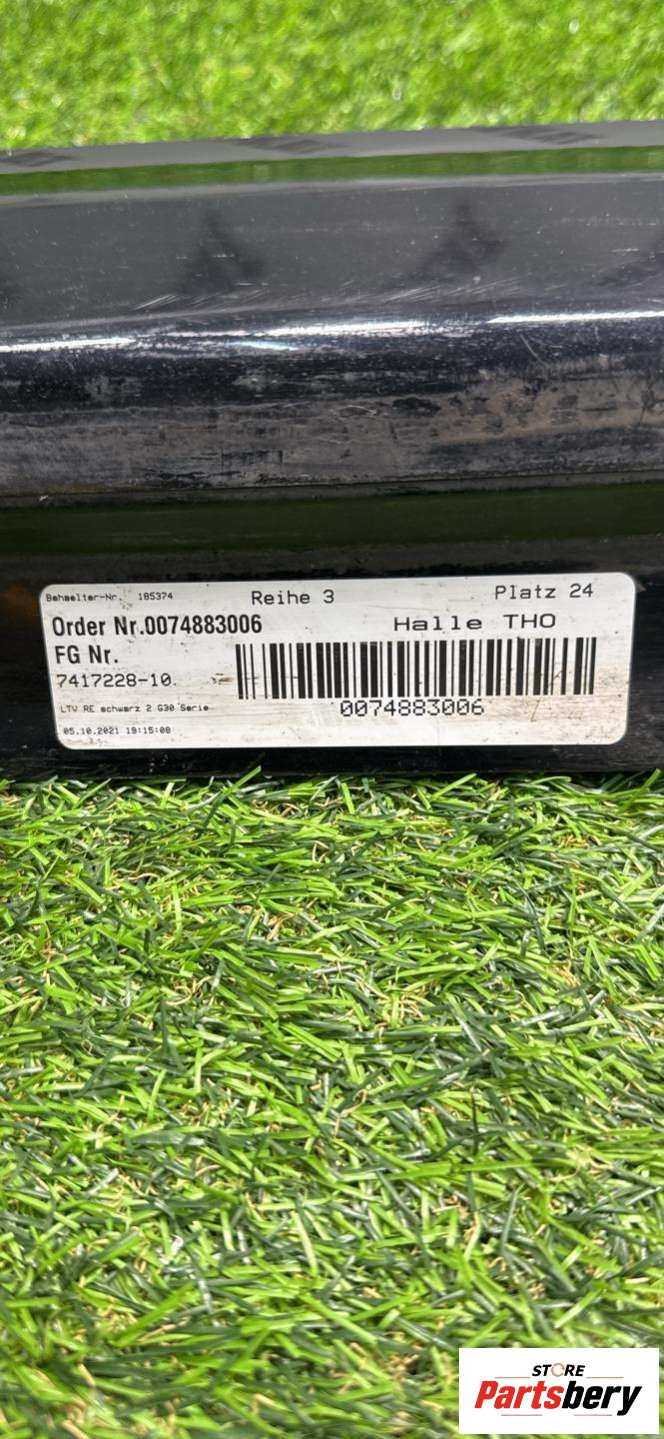 Behaelter-Nr. 185374 Reihe 3 Platz 24
Order Nr.0074883006 Halle THO
FG Nr.
7417228-10
0074883006
LTV RE schwarz 2 G30 Serie
05.10.2021 19:15:08
STORE
Partsbery